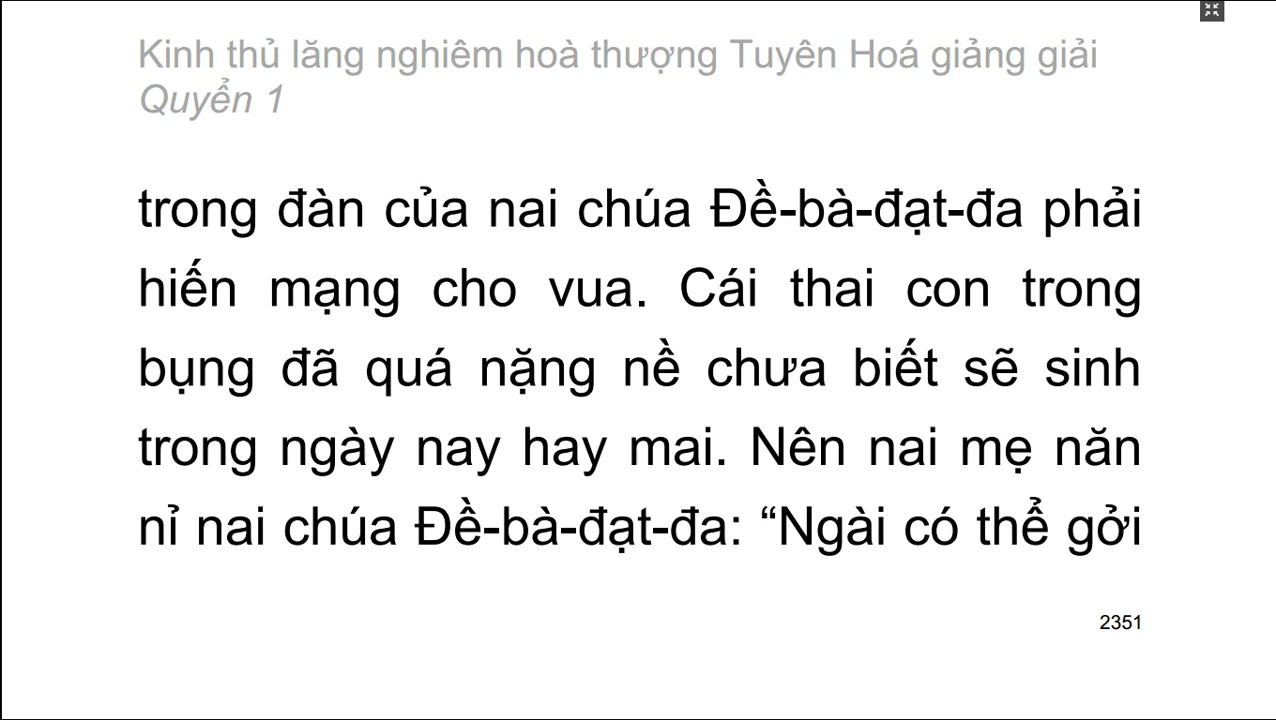 Kinh thủ lăng nghiêm hoà thượng Tuyên Hoá giảng giải
Quyển 1
trong đàn của nai chúa Đề-bà-đạt-đa phải
hiến mạng cho vua. Cái thai con trong
bụng đã quá nặng nề chưa biết sẽ sinh
trong ngày nay hay mai. Nên nai mẹ năn
nỉ nai chúa Đề-bà-đạt-đa: “Ngài có thể gởi
2351